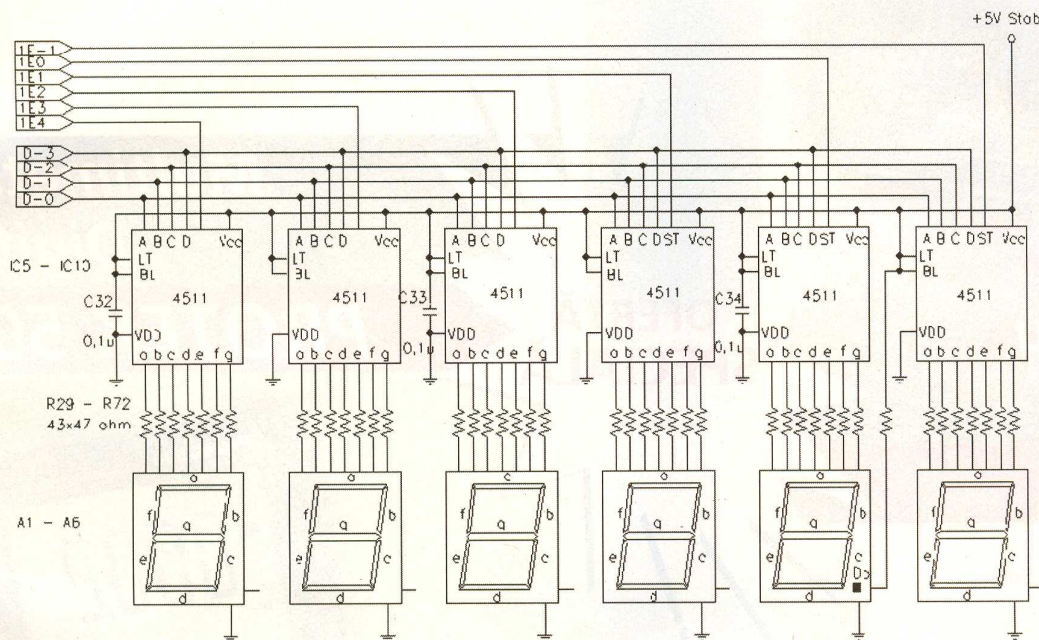 +5V Stab
1E-1
1E0
1E1
1E2
1E3
1E4
D-3
D-2
D-1
D-0
A B C D Vcc
A B C D Vcc
A B C D Vcc
A B C DST Vcc
A B C DST Vcc
A B C DST Vcc
LT
LT
LT
LT
LT
LT
BL
BL
BL
BL
BL
BL
IC5 - IC10
C32
4511
4511
C33
4511
4511
C34
4511
4511
0,1u
VDD
VDD
0,1u
VDD
VDD
0,1u
VDD
VDD
a b c d e f g
a b c d e f g
a b c d e f g
a b c d e f g
a b c d e f g
a b c d e f g
R29 - R72
43x47 ohm
A1 - A6
a
f g b
e c
d
a
f g b
e c
d
f g b
e c
d
a
f g b
e c
d
a
f g b
e c
Dp
d
a
f g b
e c
d